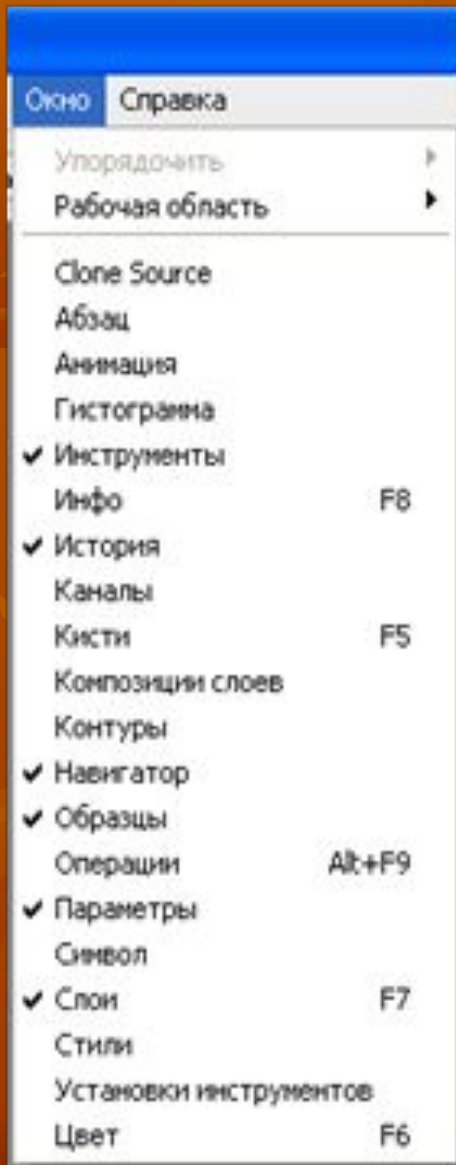 Окно Справка
Упорядочить
Рабочая область
Clone Source
Абзац
Анимация
Гистограмма
Инструменты
Инфо F8
История
Каналы
Кисти F5
Композиции слоев
Контуры
Навигатор
Образцы
Операции Alt+F9
Параметры
Символ
Слои F7
Стили
Установки инструментов
Цвет F6